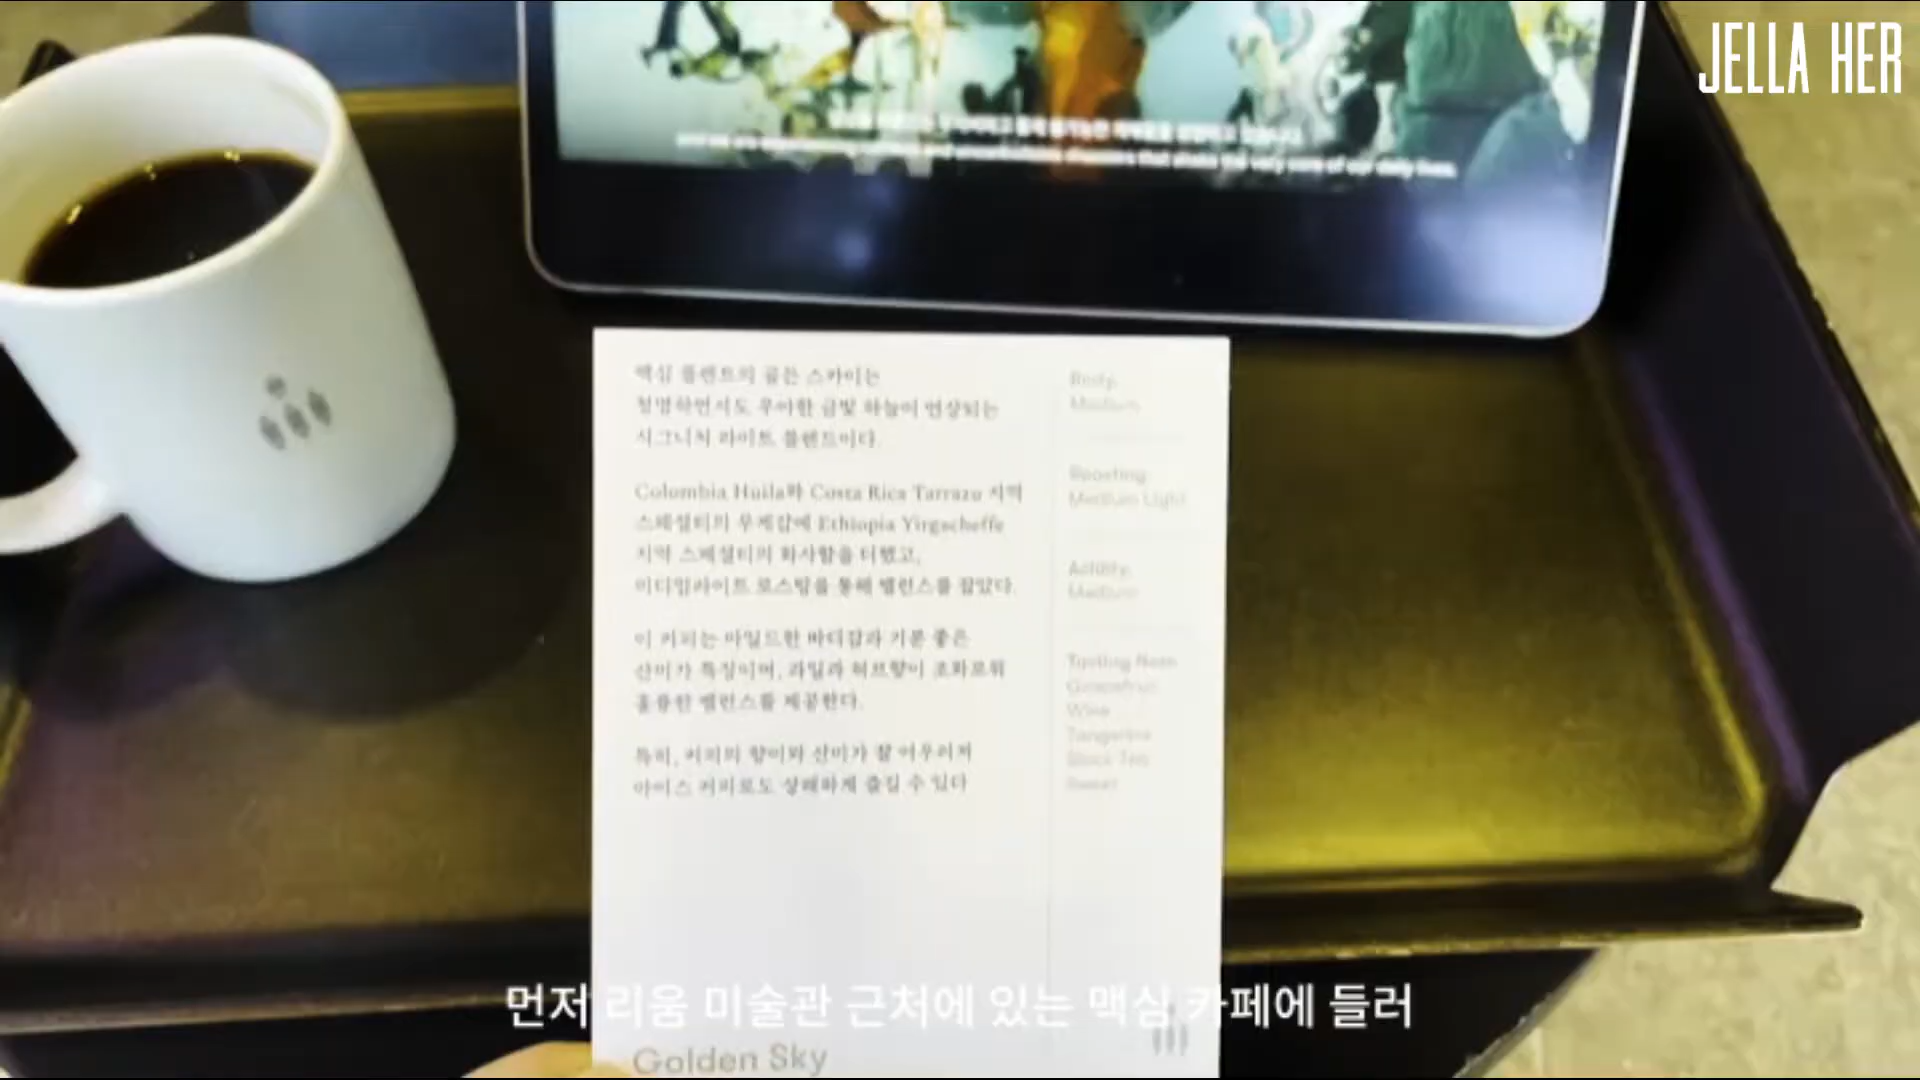 JELLA HER
that shake the very core of our daily lives.
맥심 블렌트의 골든 스카이는
청명하면서도 우아한 금빛 하늘이 연상되는
시그니처 라이트 블렌드이다.
Colombia Huila와 Costa Rica Tarrazu 지역
스페셜티의 무게감에 Ethiopia Yirgacheffe
지역 스페셜티의 화사함을 더했고,
미디엄라이트 로스팅을 통해 밸런스를 잡았다.
이 커피는 마일드한 바디감과 기분 좋은
산미가 특징이며, 과일과 허브향이 조화로워
훌륭한 밸런스를 제공한다.
특히, 커피의 향미와 산미가 잘 어우러져
아이스 커피로도 상쾌하게 즐길 수 있다
Body
Medium
Roasting
Medium Light
Acidity
Medium
Tasting Note
Grapefruit
Wine
Tangerine
Black Tea
Sweet
먼저 리움 미술관 근처에 있는 맥심 카페에 들러
Golden Sky